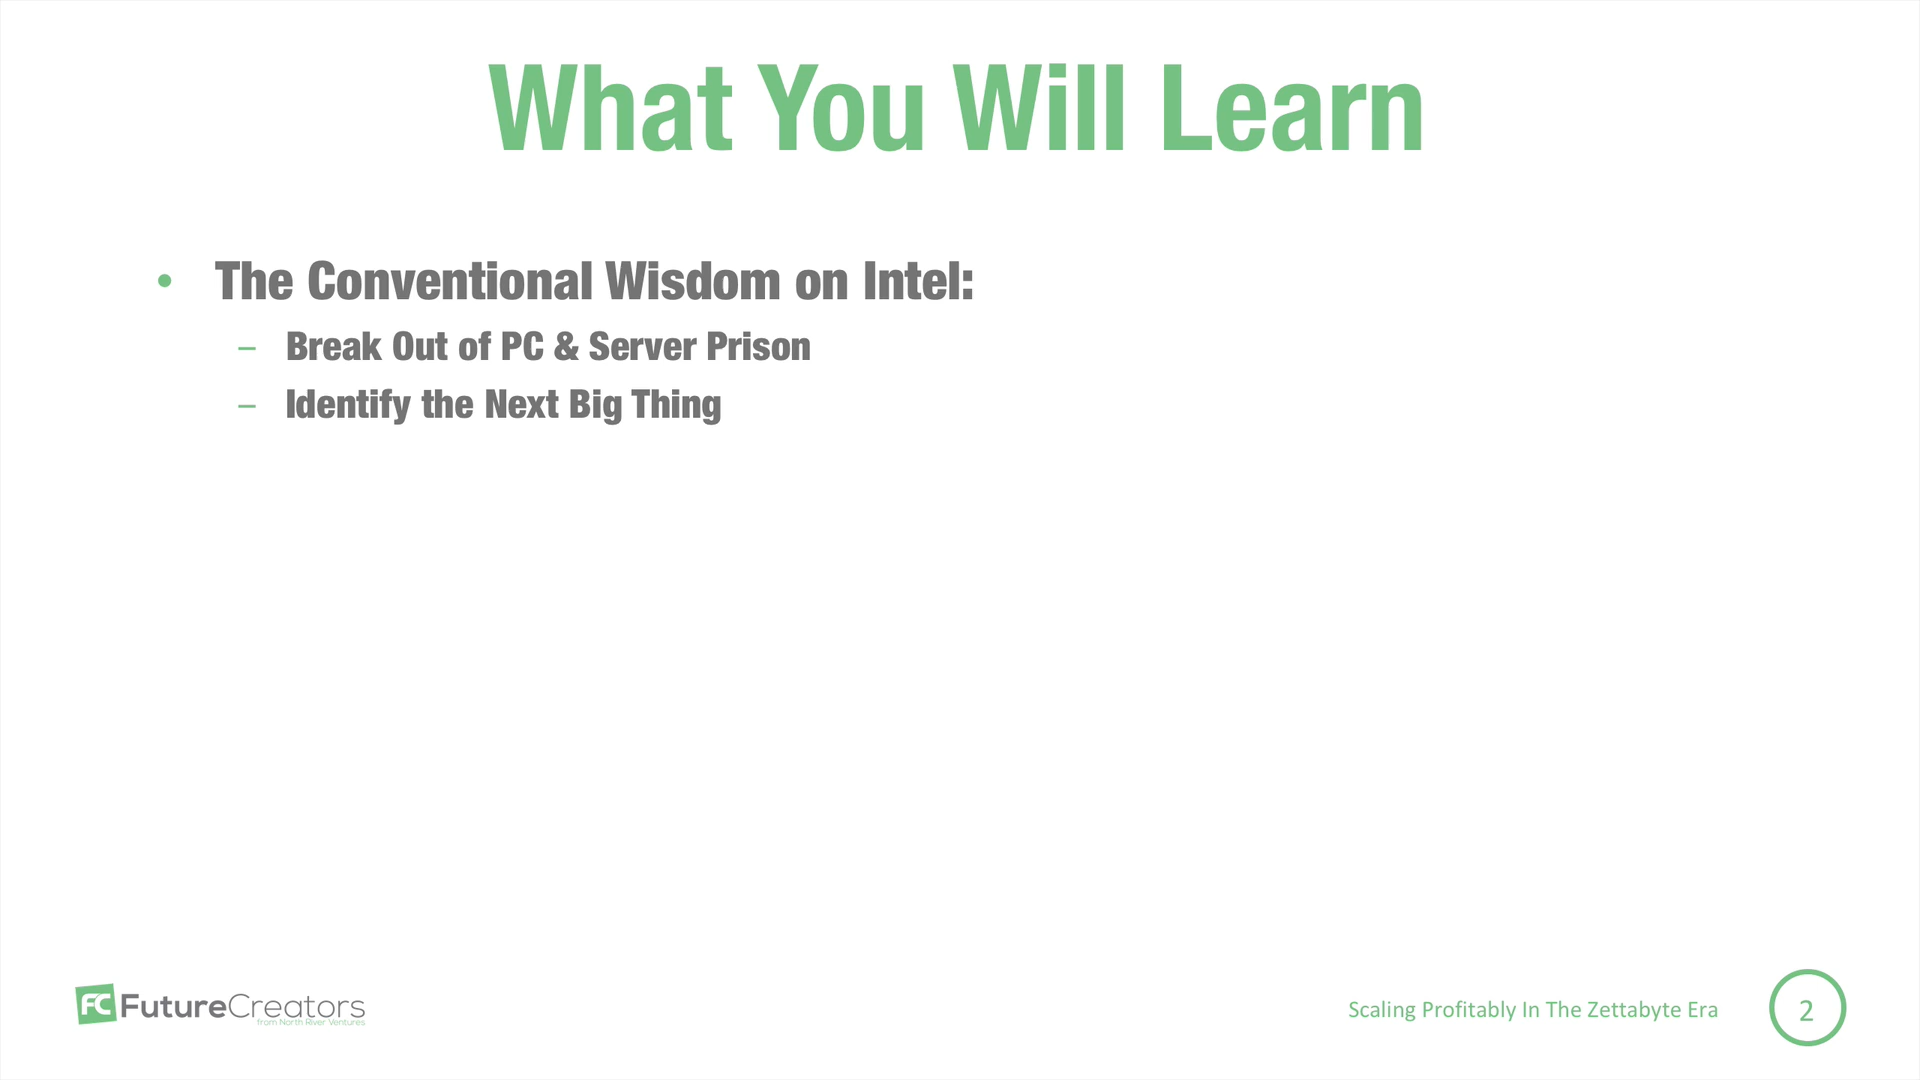 What You Will Learn
• The Conventional Wisdom on Intel:
– Break Out of PC & Server Prison
– Identify the Next Big Thing
FC FutureCreators
from North River Ventures
Scaling Profitably In The Zettabyte Era
2